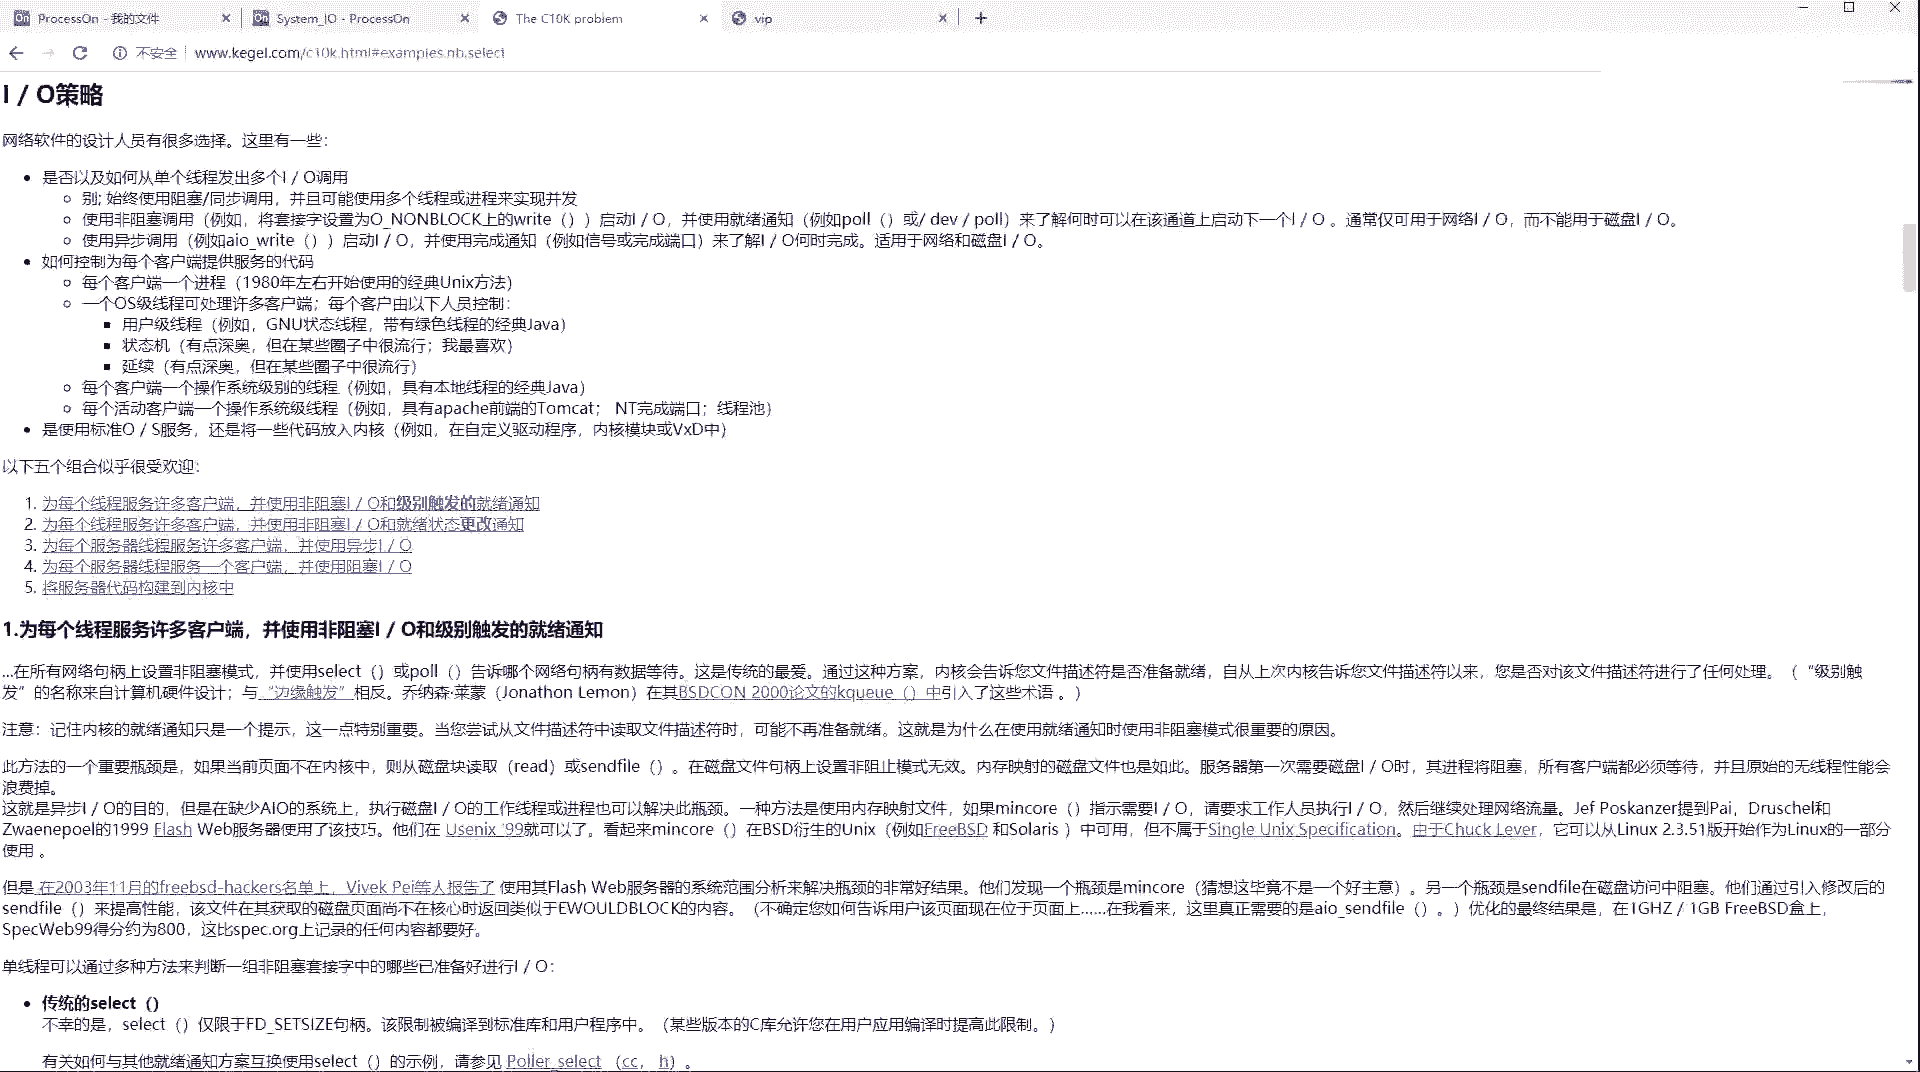 ProcessOn - 我的文件
System_IO - ProcessOn
The C10K problem
vip
不安全
www.kegel.com/c10k.html#examples.nb.select
I / O策略
网络软件的设计人员有很多选择。这里有一些：
是否以及如何从单个线程发出多个I / O调用
别; 始终使用阻塞/同步调用，并且可能使用多个线程或进程来实现并发
使用非阻塞调用（例如，将套接字设置为O_NONBLOCK上的write（））启动I / O，并使用就绪通知（例如poll（）或/ dev / poll）来了解何时可以在该通道上启动下一个I / O 。通常仅可用于网络I / O，而不能用于磁盘I / O。
使用异步调用（例如aio_write（））启动I / O，并使用完成通知（例如信号或完成端口）来了解I / O何时完成。适用于网络和磁盘I / O。
如何控制为每个客户端提供服务的代码
每个客户端一个进程（1980年左右开始使用的经典Unix方法）
一个OS级线程可处理许多客户端；每个客户由以下人员控制：
用户级线程（例如，GNU状态线程，带有绿色线程的经典Java）
状态机（有点深奥，但在某些圈子中很流行；我最喜欢）
延续（有点深奥，但在某些圈子中很流行）
每个客户端一个操作系统级别的线程（例如，具有本地线程的经典Java）
每个活动客户端一个操作系统级线程（例如，具有apache前端的Tomcat； NT完成端口；线程池）
是使用标准O / S服务，还是将一些代码放入内核（例如，在自定义驱动程序，内核模块或VxD中）
以下五个组合似乎很受欢迎：
1. 为每个线程服务许多客户端，并使用非阻塞I / O和级别触发的就绪通知
2. 为每个线程服务许多客户端，并使用非阻塞I / O和就绪状态更改通知
3. 为每个服务器线程服务许多客户端，并使用异步I / O
4. 为每个服务器线程服务一个客户端，并使用阻塞I / O
5. 将服务器代码构建到内核中
1.为每个线程服务许多客户端，并使用非阻塞I / O和级别触发的就绪通知
...在所有网络句柄上设置非阻塞模式，并使用select（）或poll（）告诉哪个网络句柄有数据等待。这是传统的最爱。通过这种方案，内核会告诉您文件描述符是否准备就绪，自从上次内核告诉您文件描述符以来，您是否对该文件描述符进行了任何处理。（“级别触
发”的名称来自计算机硬件设计；与 “边缘触发”相反。乔纳森·莱蒙（Jonathon Lemon）在其BSDCON 2000论文的kqueue（）中引入了这些术语 。）
注意：记住内核的就绪通知只是一个提示，这一点特别重要。当您尝试从文件描述符中读取文件描述符时，可能不再准备就绪。这就是为什么在使用就绪通知时使用非阻塞模式很重要的原因。
此方法的一个重要瓶颈是，如果当前页面不在内核中，则从磁盘块读取（read）或sendfile（）。在磁盘文件句柄上设置非阻止模式无效。内存映射的磁盘文件也是如此。服务器第一次需要磁盘I / O时，其进程将阻塞，所有客户端都必须等待，并且原始的无线程性能会
浪费掉。
这就是异步I / O的目的，但是在缺少AIO的系统上，执行磁盘I / O的工作线程或进程也可以解决此瓶颈。一种方法是使用内存映射文件，如果mincore（）指示需要I / O，请要求工作人员执行I / O，然后继续处理网络流量。Jef Poskanzer提到Pai，Druschel和
Zwaenepoel的1999 Flash Web服务器使用了该技巧。他们在 Usenix '99就可以了。看起来mincore（）在BSD衍生的Unix（例如FreeBSD 和Solaris ）中可用，但不属于Single Unix Specification。由于Chuck Lever，它可以从Linux 2.3.51版开始作为Linux的一部分
使用 。
但是 在2003年11月的freebsd-hackers名单上，Vivek Pei等人报告了 使用其Flash Web服务器的系统范围分析来解决瓶颈的非常好结果。他们发现一个瓶颈是mincore（猜想这毕竟不是一个好主意）。另一个瓶颈是sendfile在磁盘访问中阻塞。他们通过引入修改后的
sendfile（）来提高性能，该文件在其获取的磁盘页面尚不在核心时返回类似于EWOULDBLOCK的内容。（不确定您如何告诉用户该页面现在位于页面上……在我看来，这里真正需要的是aio_sendfile（）。）优化的最终结果是，在1GHZ / 1GB FreeBSD盒上，
SpecWeb99得分约为800，这比spec.org上记录的任何内容都要好。
单线程可以通过多种方法来判断一组非阻塞套接字中的哪些已准备好进行I / O：
传统的select（）
不幸的是，select（）仅限于FD_SETSIZE句柄。该限制被编译到标准库和用户程序中。（某些版本的C库允许您在用户应用编译时提高此限制。）
有关如何与其他就绪通知方案互换使用select（）的示例，请参见 Poller_select （cc， h）。